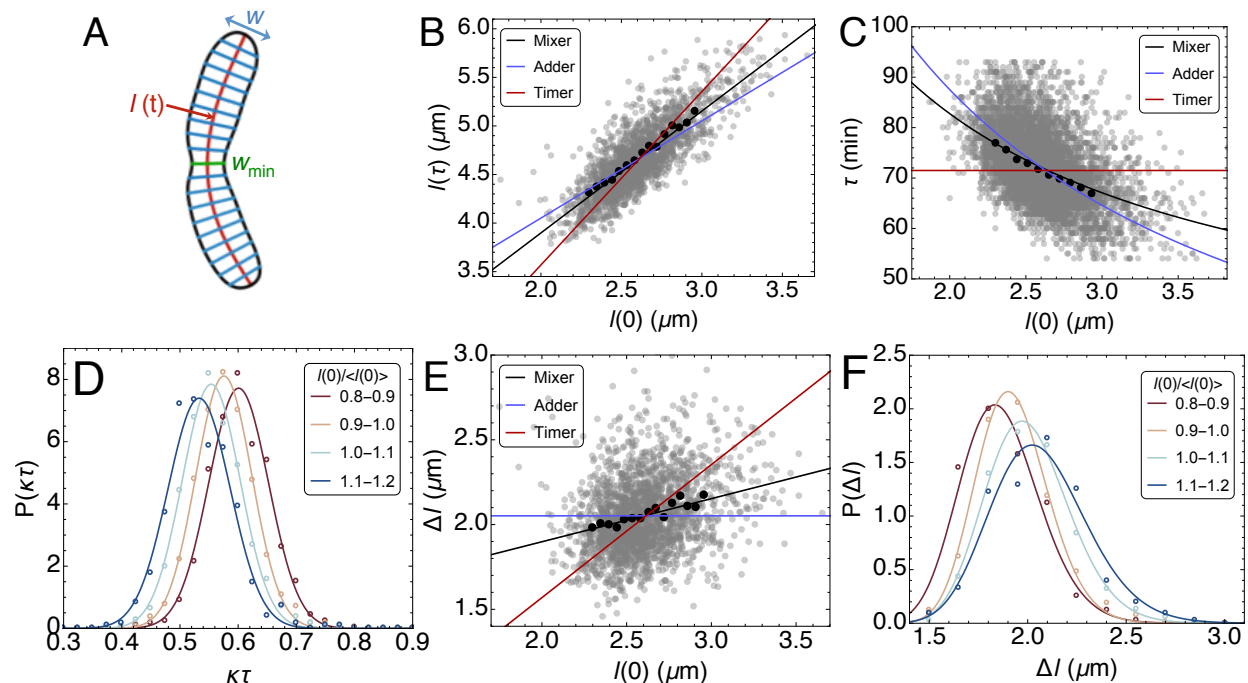 A
w
l (t)
wmin
B
Mixer
Adder
Timer
l(τ) (μm)
6.0
5.5
5.0
4.5
4.0
3.5
2.0 2.5 3.0 3.5
l(0) (μm)
C
Mixer
Adder
Timer
τ (min)
100
90
80
70
60
50
2.0 2.5 3.0 3.5
l(0) (μm)
D
l(0)/<l(0)>
0.8–0.9
0.9–1.0
1.0–1.1
1.1–1.2
P(κτ)
8
6
4
2
0
0.3 0.4 0.5 0.6 0.7 0.8 0.9
κτ
E
Mixer
Adder
Timer
Δl (μm)
3.0
2.5
2.0
1.5
2.0 2.5 3.0 3.5
l(0) (μm)
F
l(0)/<l(0)>
0.8–0.9
0.9–1.0
1.0–1.1
1.1–1.2
P(Δl)
2.5
2.0
1.5
1.0
0.5
0.0
1.5 2.0 2.5 3.0
Δl (μm)